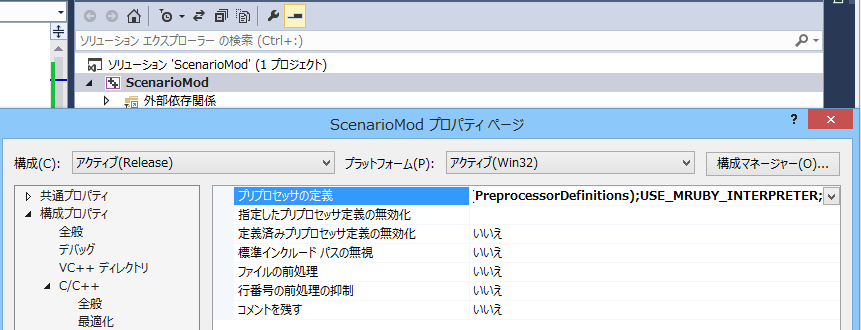 ソリューション エクスプローラー の検索 (Ctrl+:)
ソリューション 'ScenarioMod' (1 プロジェクト)
ScenarioMod
外部依存関係
ScenarioMod プロパティ ページ
構成(C): アクティブ(Release) プラットフォーム(P): アクティブ(Win32) 構成マネージャー(O)...
共通プロパティ
構成プロパティ
全般
デバッグ
VC++ ディレクトリ
C/C++
全般
最適化
プリプロセッサの定義 PreprocessorDefinitions);USE_MRUBY_INTERPRETER;
指定したプリプロセッサ定義の無効化
定義済みプリプロセッサ定義の無効化 いいえ
標準インクルード パスの無視 いいえ
ファイルの前処理 いいえ
行番号の前処理の抑制 いいえ
コメントを残す いいえ